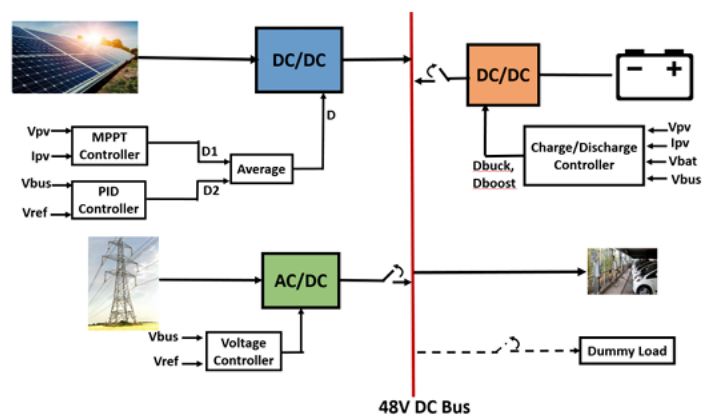 DC/DC
DC/DC
D
Vpv
Ipv
MPPT
Controller
D1
Average
Vbus
Vref
PID
Controller
D2
Dbuck,
Dboost
Charge/Discharge
Controller
Vpv
Ipv
Vbat
Vbus
AC/DC
Vbus
Vref
Voltage
Controller
Dummy Load
48V DC Bus